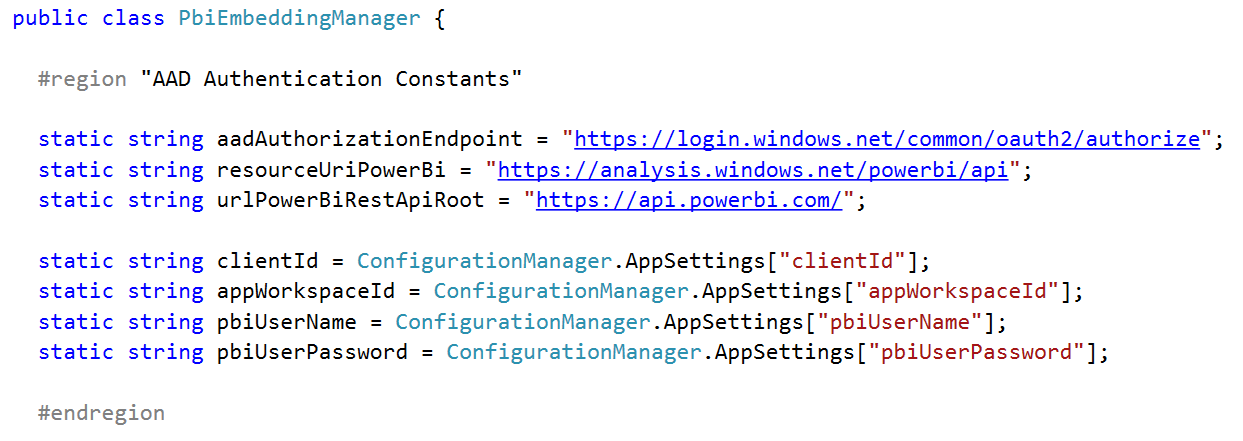 public class PbiEmbeddingManager {
#region "AAD Authentication Constants"
static string aadAuthorizationEndpoint = "https://login.windows.net/common/oauth2/authorize";
static string resourceUriPowerBi = "https://analysis.windows.net/powerbi/api";
static string urlPowerBiRestApiRoot = "https://api.powerbi.com/";
static string clientId = ConfigurationManager.AppSettings["clientId"];
static string appWorkspaceId = ConfigurationManager.AppSettings["appWorkspaceId"];
static string pbiUserName = ConfigurationManager.AppSettings["pbiUserName"];
static string pbiUserPassword = ConfigurationManager.AppSettings["pbiUserPassword"];
#endregion